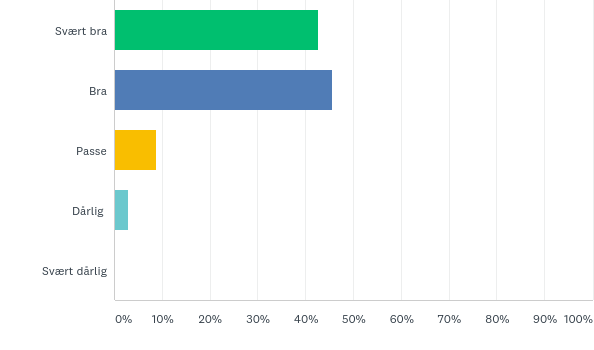 Svært bra
Bra
Passe
Dårlig
Svært dårlig
0% 10% 20% 30% 40% 50% 60% 70% 80% 90% 100%